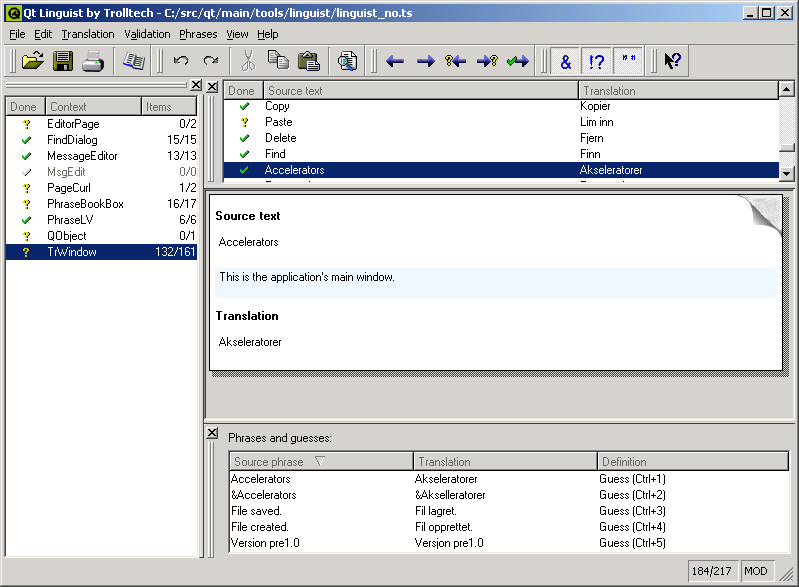 Qt Linguist by Trolltech - C:/src/qt/main/tools/linguist/linguist_no.ts
File Edit Translation Validation Phrases View Help
& !? ""
Done Context Items
EditorPage 0/2
FindDialog 15/15
MessageEditor 13/13
MsgEdit 0/0
PageCurl 1/2
PhraseBookBox 16/17
PhraseLV 6/6
QObject 0/1
TrWindow 132/161
Done Source text Translation
Copy Kopier
Paste Lim inn
Delete Fjern
Find Finn
Accelerators Akseleratorer
Source text
Accelerators
This is the application's main window.
Translation
Akseleratorer
Phrases and guesses:
Source phrase Translation Definition
Accelerators Akseleratorer Guess (Ctrl+1)
&Accelerators &Akselleratorer Guess (Ctrl+2)
File saved. Fil lagret. Guess (Ctrl+3)
File created. Fil opprettet. Guess (Ctrl+4)
Version pre1.0 Versjon pre1.0 Guess (Ctrl+5)
184/217 MOD